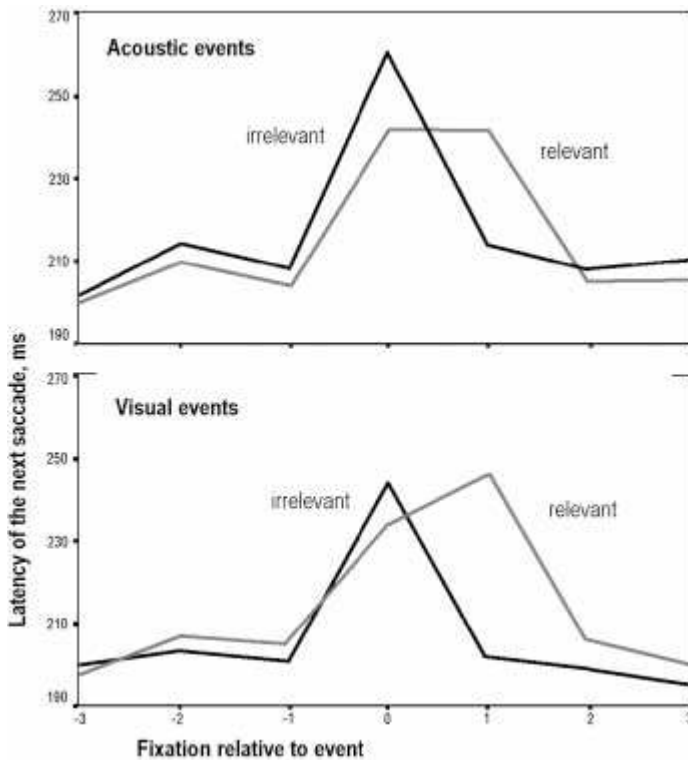 270
Acoustic events
250
irrelevant
relevant
230
210
190
Latency of the next saccade, ms
270
Visual events
250
irrelevant
relevant
230
210
190
-3 -2 -1 0 1 2 3
Fixation relative to event